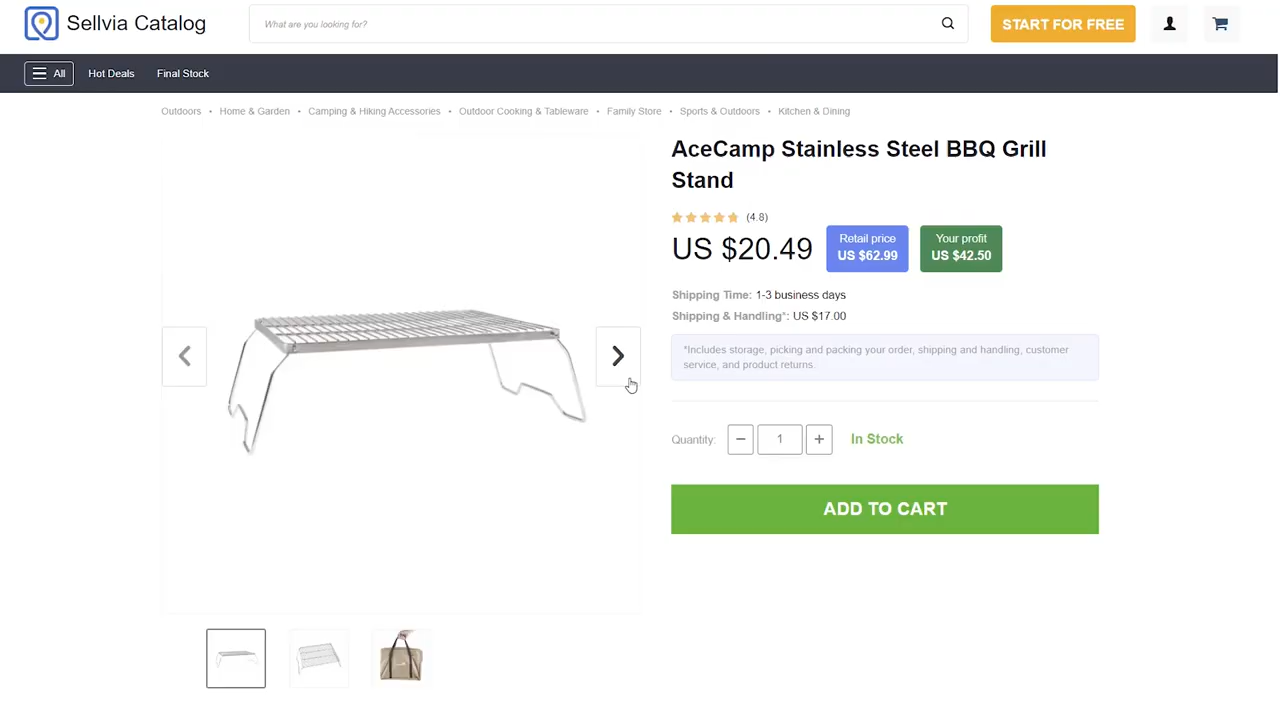 Sellvia Catalog
What are you looking for?
START FOR FREE
All
Hot Deals
Final Stock
Outdoors • Home & Garden • Camping & Hiking Accessories • Outdoor Cooking & Tableware • Family Store • Sports & Outdoors • Kitchen & Dining
AceCamp Stainless Steel BBQ Grill
Stand
(4.8)
US $20.49
Retail price
US $62.99
Your profit
US $42.50
Shipping Time: 1-3 business days
Shipping & Handling*: US $17.00
*Includes storage, picking and packing your order, shipping and handling, customer
service, and product returns.
Quantity:
1
In Stock
ADD TO CART